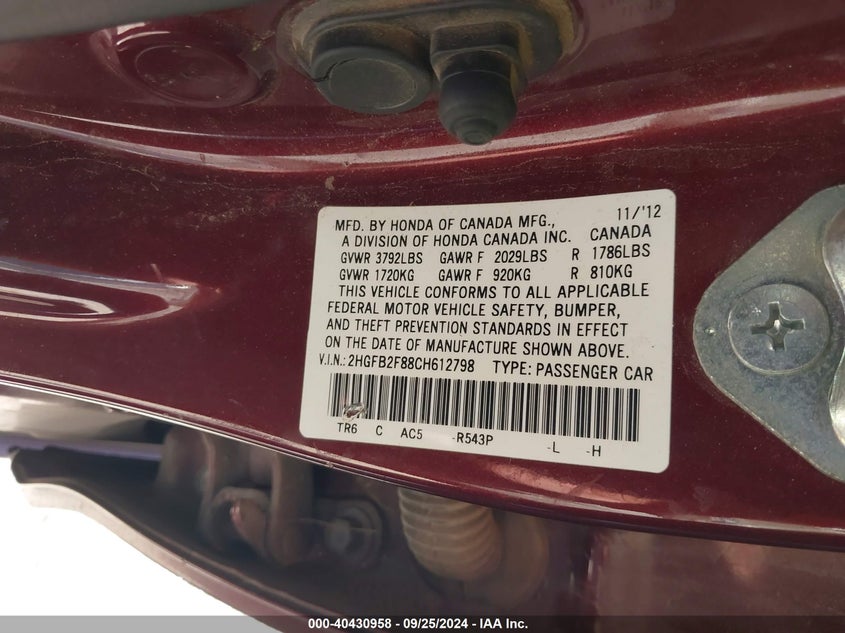 11/'12
MFD. BY HONDA OF CANADA MFG.,
A DIVISION OF HONDA CANADA INC. CANADA
GVWR 3792LBS GAWR F 2029LBS R 1786LBS
GVWR 1720KG GAWR F 920KG R 810KG
THIS VEHICLE CONFORMS TO ALL APPLICABLE
FEDERAL MOTOR VEHICLE SAFETY, BUMPER,
AND THEFT PREVENTION STANDARDS IN EFFECT
ON THE DATE OF MANUFACTURE SHOWN ABOVE.
V.I.N.: 2HGFB2F88CH612798 TYPE: PASSENGER CAR
TR6 C AC5 -R543P -L -H
000-40430958 - 09/25/2024 - IAA Inc.